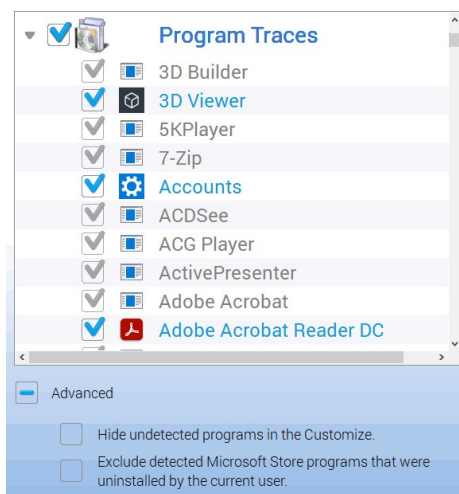 Program Traces
3D Builder
3D Viewer
5KPlayer
7-Zip
Accounts
ACDSee
ACG Player
ActivePresenter
Adobe Acrobat
Adobe Acrobat Reader DC
Advanced
Hide undetected programs in the Customize.
Exclude detected Microsoft Store programs that were
uninstalled by the current user.